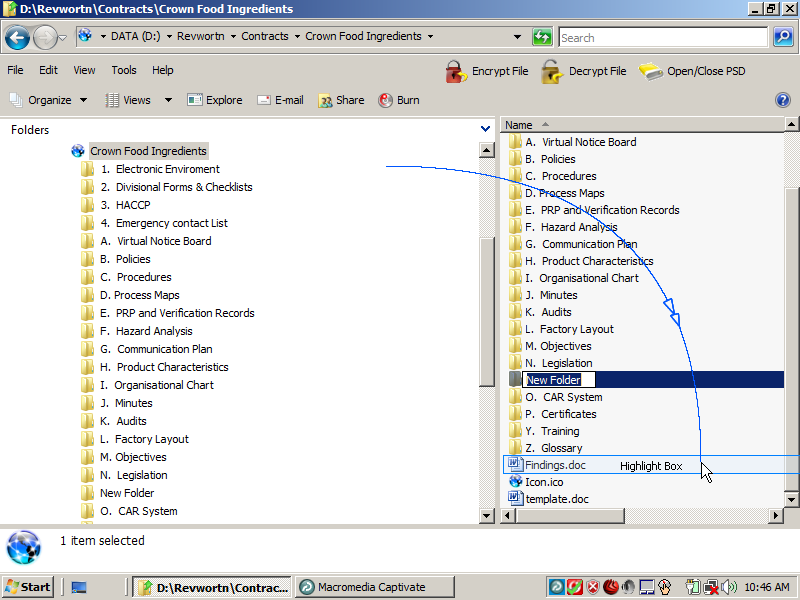 D:\Revwortn\Contracts\Crown Food Ingredients
DATA (D:) Revwortn Contracts Crown Food Ingredients
Search
File Edit View Tools Help
Encrypt File Decrypt File Open/Close PSD
Organize Views Explore E-mail Share Burn
Folders
Crown Food Ingredients
1. Electronic Enviroment
2. Divisional Forms & Checklists
3. HACCP
4. Emergency contact List
A. Virtual Notice Board
B. Policies
C. Procedures
D. Process Maps
E. PRP and Verification Records
F. Hazard Analysis
G. Communication Plan
H. Product Characteristics
I. Organisational Chart
J. Minutes
K. Audits
L. Factory Layout
M. Objectives
N. Legislation
New Folder
O. CAR System
Name
A. Virtual Notice Board
B. Policies
C. Procedures
D. Process Maps
E. PRP and Verification Records
F. Hazard Analysis
G. Communication Plan
H. Product Characteristics
I. Organisational Chart
J. Minutes
K. Audits
L. Factory Layout
M. Objectives
N. Legislation
New Folder
O. CAR System
P. Certificates
Y. Training
Z. Glossary
Findings.doc Highlight Box
Icon.ico
template.doc
1 item selected
Start D:\Revwortn\Contrac... Macromedia Captivate 10:46 AM